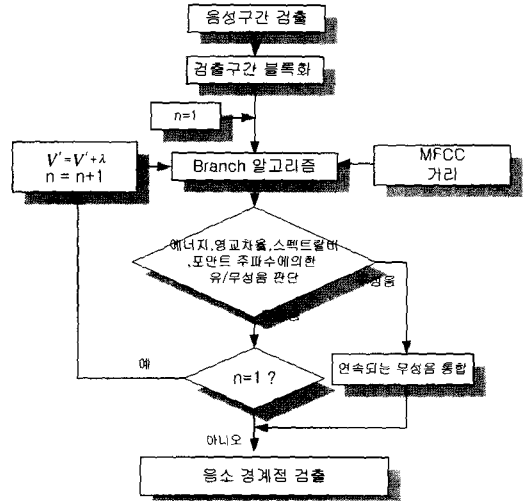 음성구간 검출
검출구간 블록화
n=1
V'=V'+λ
n = n+1
Branch 알고리즘
MFCC
거리
에너지,영교차율,스펙트럴
,포만트 주파수에의한
유/무성음 판단
예
n=1 ?
연속되는 무성음 통합
아니오
음소 경계점 검출